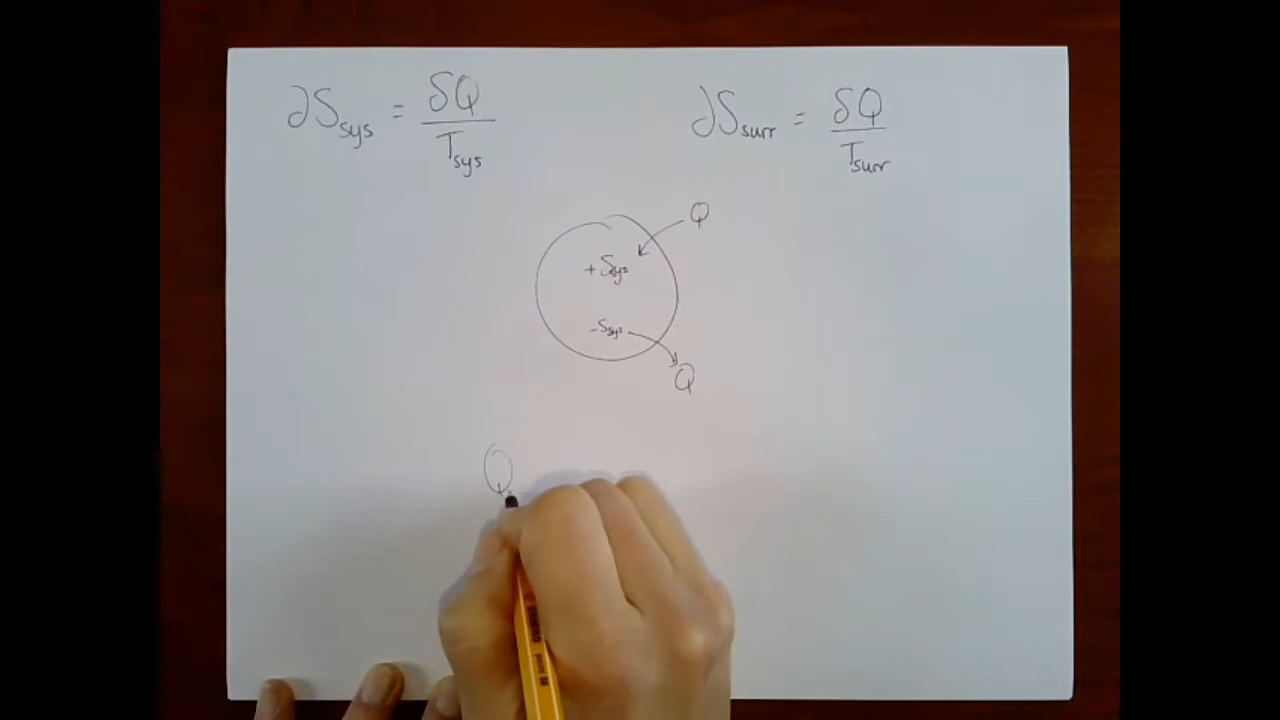 ∂S_sys = δQ / T_sys
∂S_surr = δQ / T_surr
Q
+ S_sys
- S_sys
Q
Q